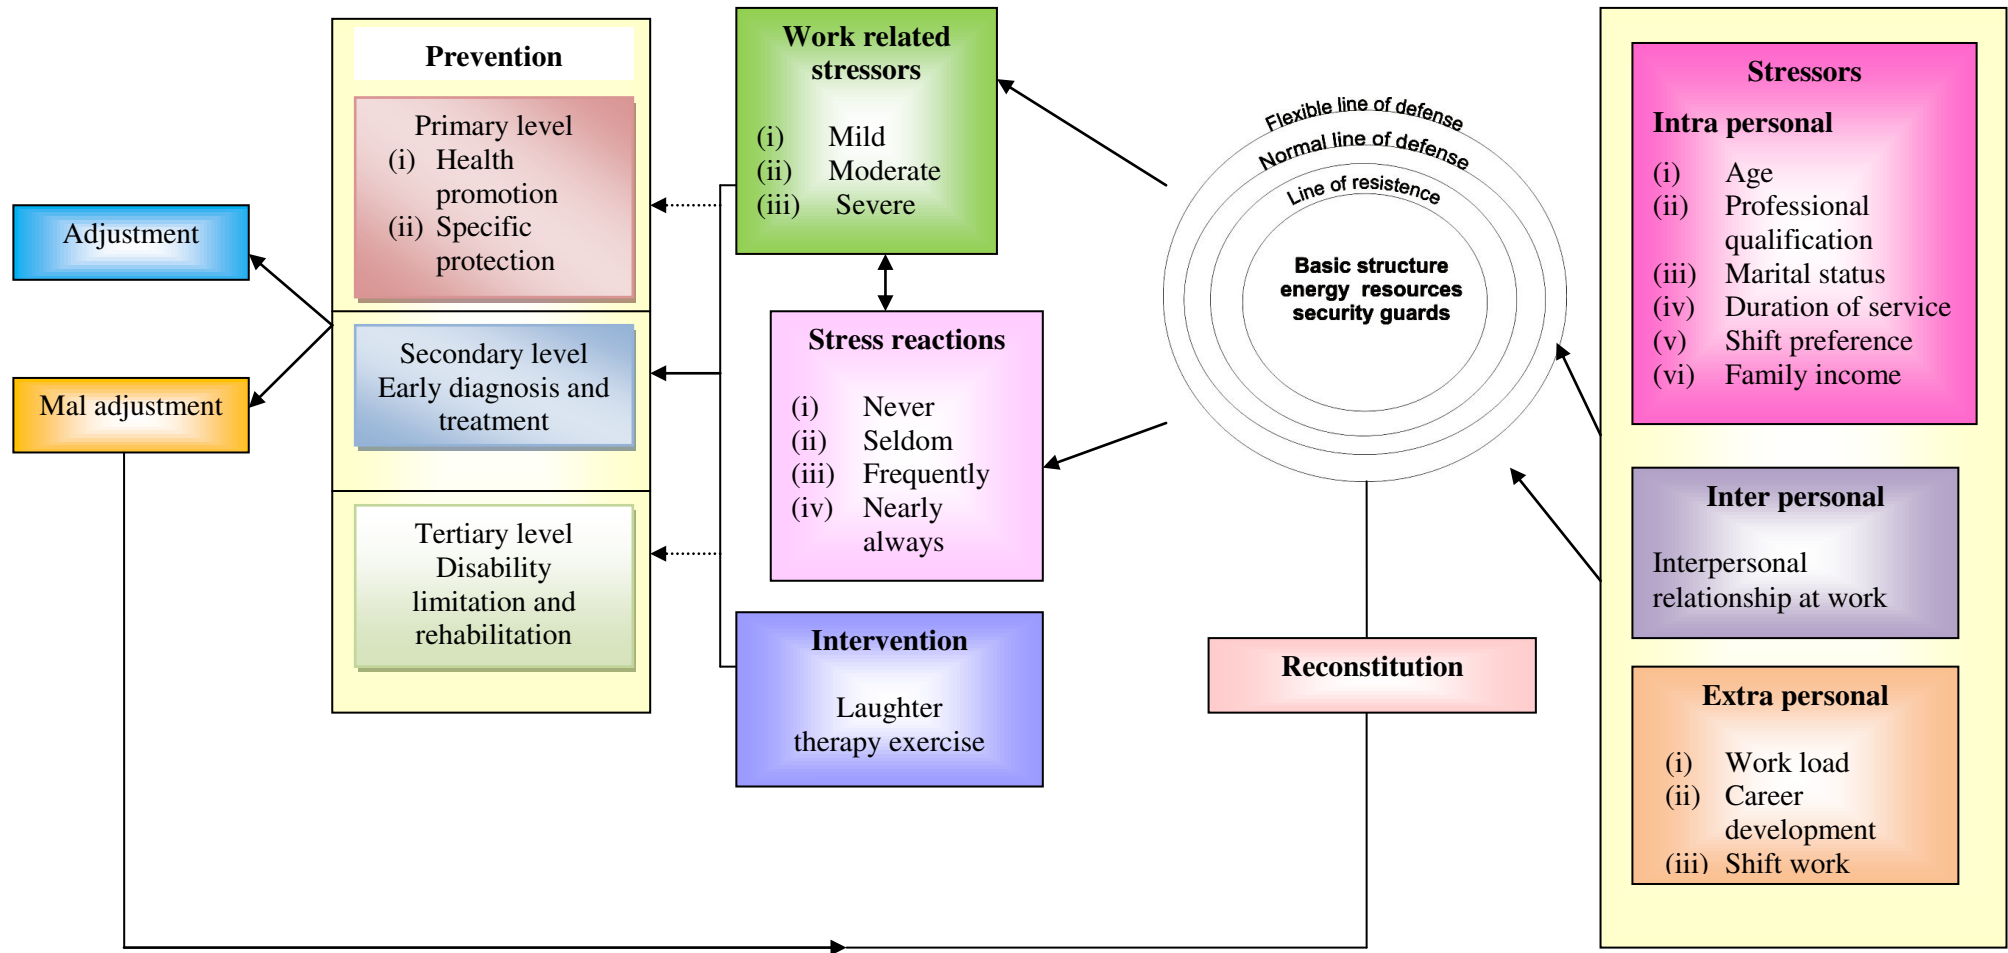 Adjustment
Mal adjustment
Prevention
Primary level
(i) Health
promotion
(ii) Specific
protection
Secondary level
Early diagnosis and
treatment
Tertiary level
Disability
limitation and
rehabilitation
Work related
stressors
(i) Mild
(ii) Moderate
(iii) Severe
Stress reactions
(i) Never
(ii) Seldom
(iii) Frequently
(iv) Nearly
always
Intervention
Laughter
therapy exercise
Flexible line of defense
Normal line of defense
Line of resistence
Basic structure
energy resources
security guards
Reconstitution
Stressors
Intra personal
(i) Age
(ii) Professional
qualification
(iii) Marital status
(iv) Duration of service
(v) Shift preference
(vi) Family income
Inter personal
Interpersonal
relationship at work
Extra personal
(i) Work load
(ii) Career
development
(iii) Shift work